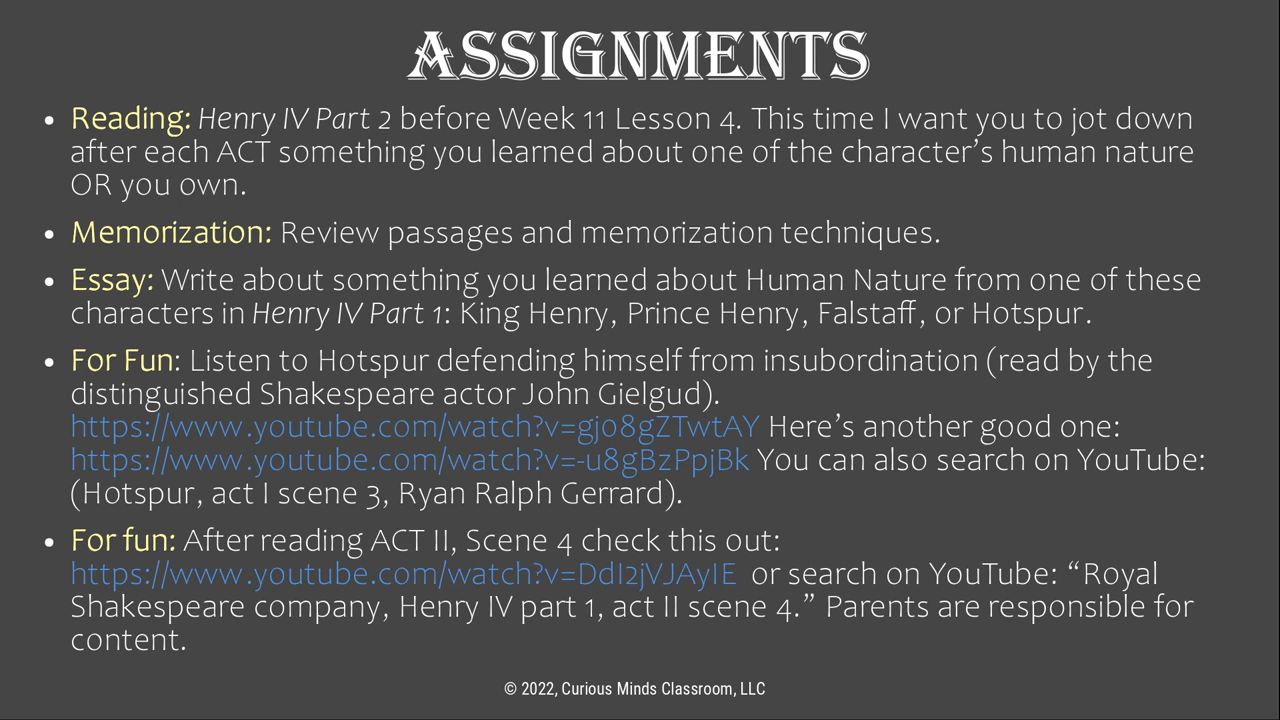 ASSIGNMENTS
• Reading: Henry IV Part 2 before Week 11 Lesson 4. This time I want you to jot down
after each ACT something you learned about one of the character’s human nature
OR you own.
• Memorization: Review passages and memorization techniques.
• Essay: Write about something you learned about Human Nature from one of these
characters in Henry IV Part 1: King Henry, Prince Henry, Falstaff, or Hotspur.
• For Fun: Listen to Hotspur defending himself from insubordination (read by the
distinguished Shakespeare actor John Gielgud).
https://www.youtube.com/watch?v=gj08gZTwtAY Here’s another good one:
https://www.youtube.com/watch?v=-u8gBzPpjBk You can also search on YouTube:
(Hotspur, act I scene 3, Ryan Ralph Gerrard).
• For fun: After reading ACT II, Scene 4 check this out:
https://www.youtube.com/watch?v=DdI2jVJAyIE or search on YouTube: “Royal
Shakespeare company, Henry IV part 1, act II scene 4.” Parents are responsible for
content.
© 2022, Curious Minds Classroom, LLC